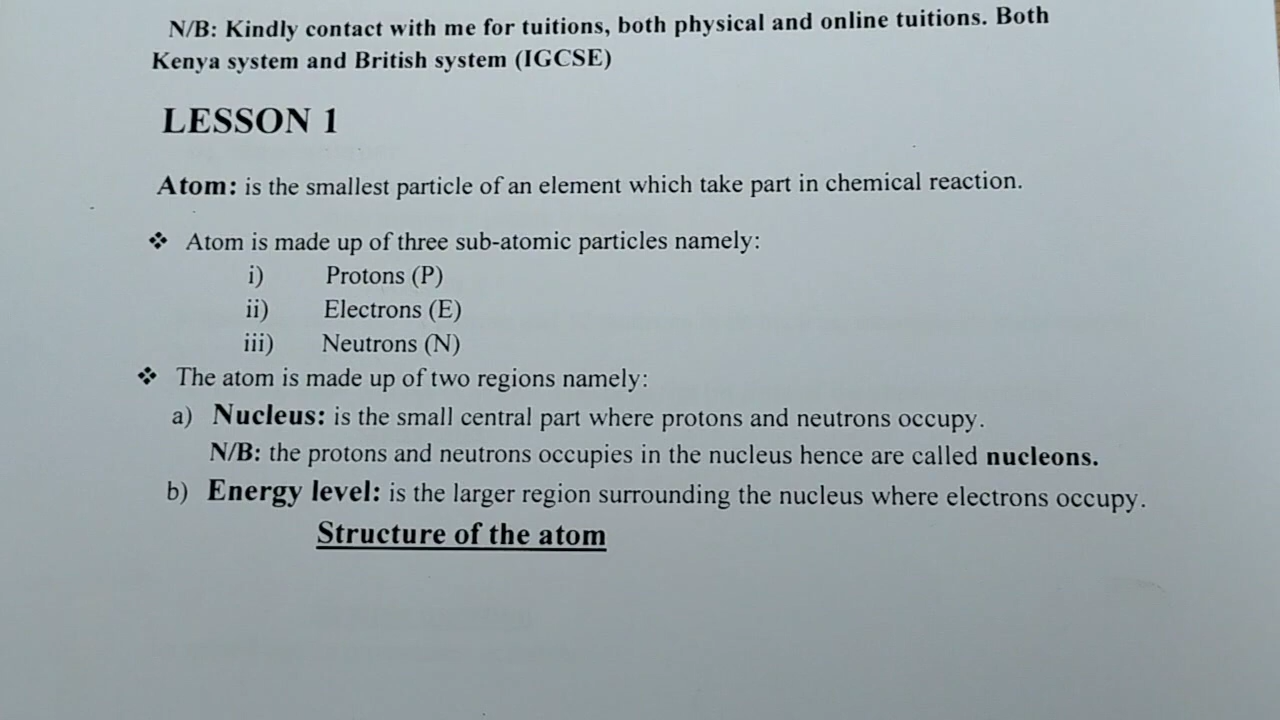 N/B: Kindly contact with me for tuitions, both physical and online tuitions. Both
Kenya system and British system (IGCSE)
LESSON 1
Atom: is the smallest particle of an element which take part in chemical reaction.
❖ Atom is made up of three sub-atomic particles namely:
i) Protons (P)
ii) Electrons (E)
iii) Neutrons (N)
❖ The atom is made up of two regions namely:
a) Nucleus: is the small central part where protons and neutrons occupy.
N/B: the protons and neutrons occupies in the nucleus hence are called nucleons.
b) Energy level: is the larger region surrounding the nucleus where electrons occupy.
Structure of the atom